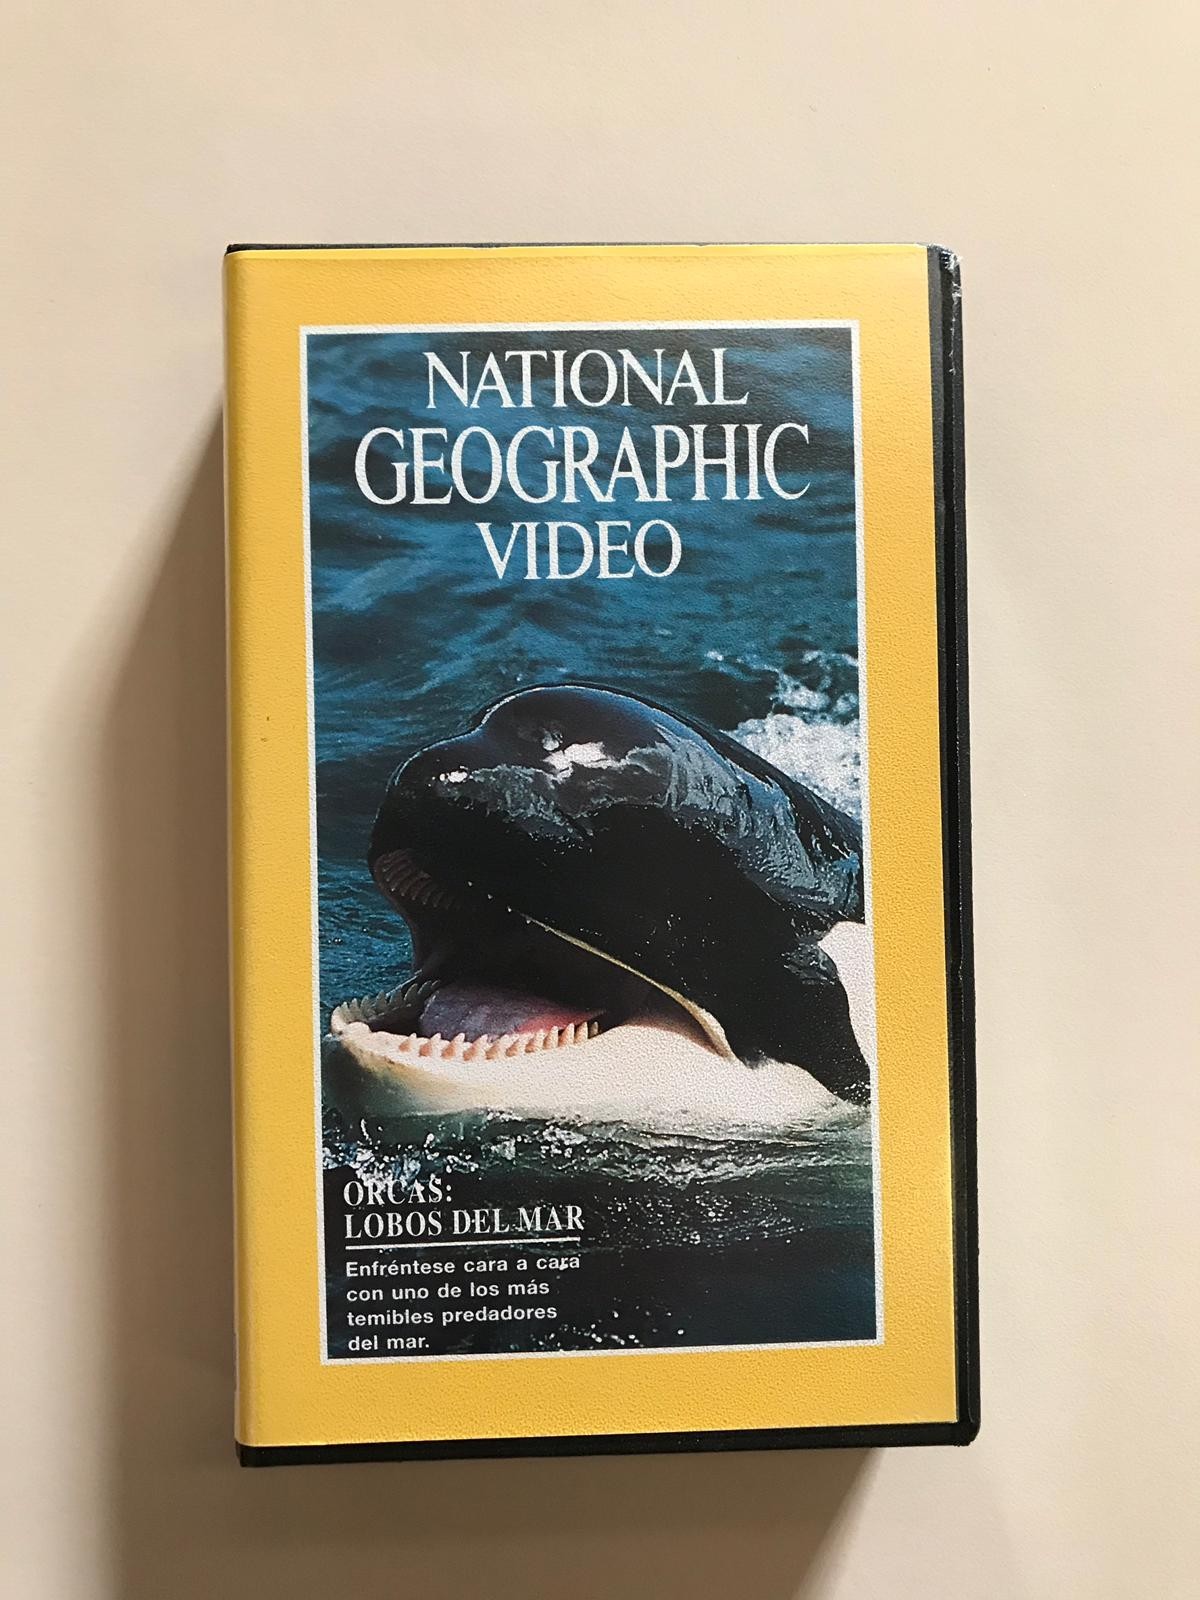 NATIONAL
GEOGRAPHIC
VIDEO
ORCAS:
LOBOS DEL MAR
Enfréntese cara a cara
con uno de los más
temibles predadores
del mar.